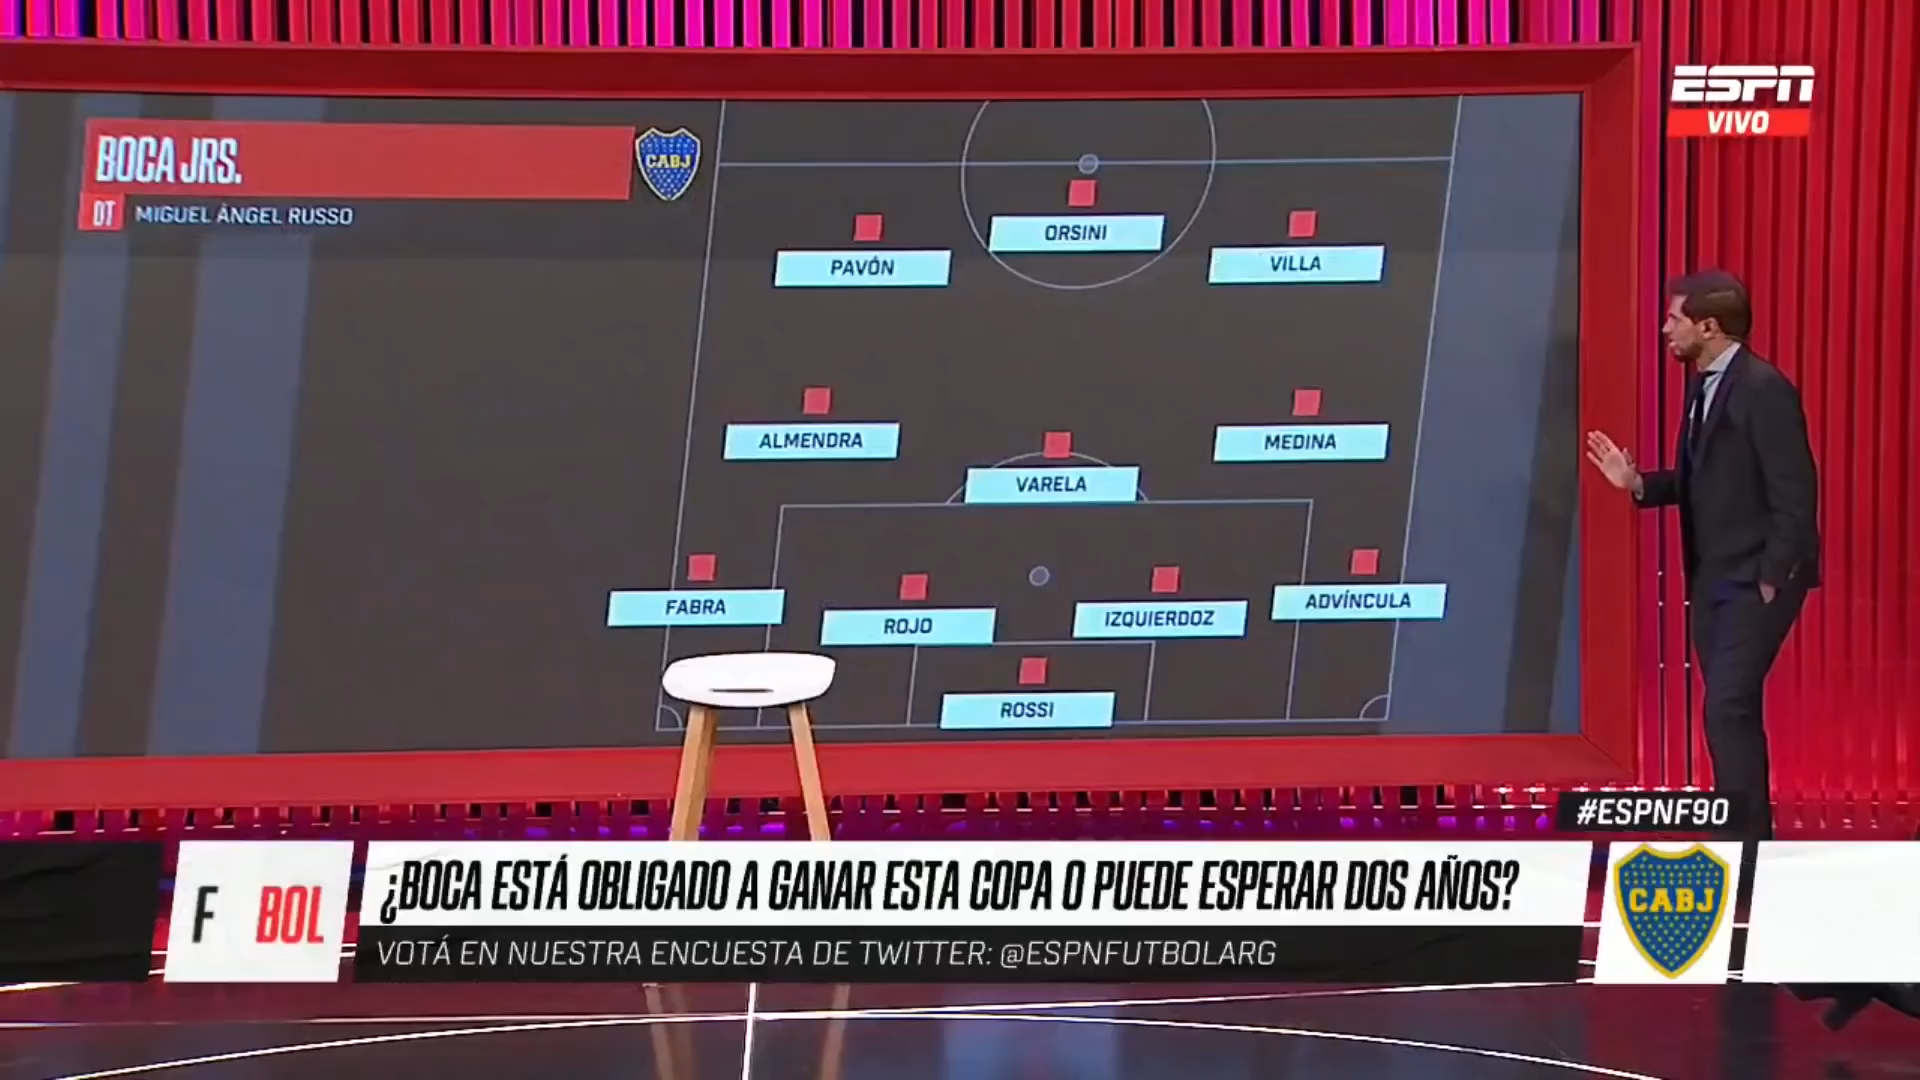 ESPN
VIVO
BOCA JRS.
CABJ
DT MIGUEL ÁNGEL RUSSO
ORSINI
PAVÓN
VILLA
ALMENDRA
MEDINA
VARELA
FABRA
ROJO
IZQUIERDOZ
ADVÍNCULA
ROSSI
#ESPNF90
F BOL
¿BOCA ESTÁ OBLIGADO A GANAR ESTA COPA O PUEDE ESPERAR DOS AÑOS?
CABJ
VOTÁ EN NUESTRA ENCUESTA DE TWITTER: @ESPNFUTBOLARG